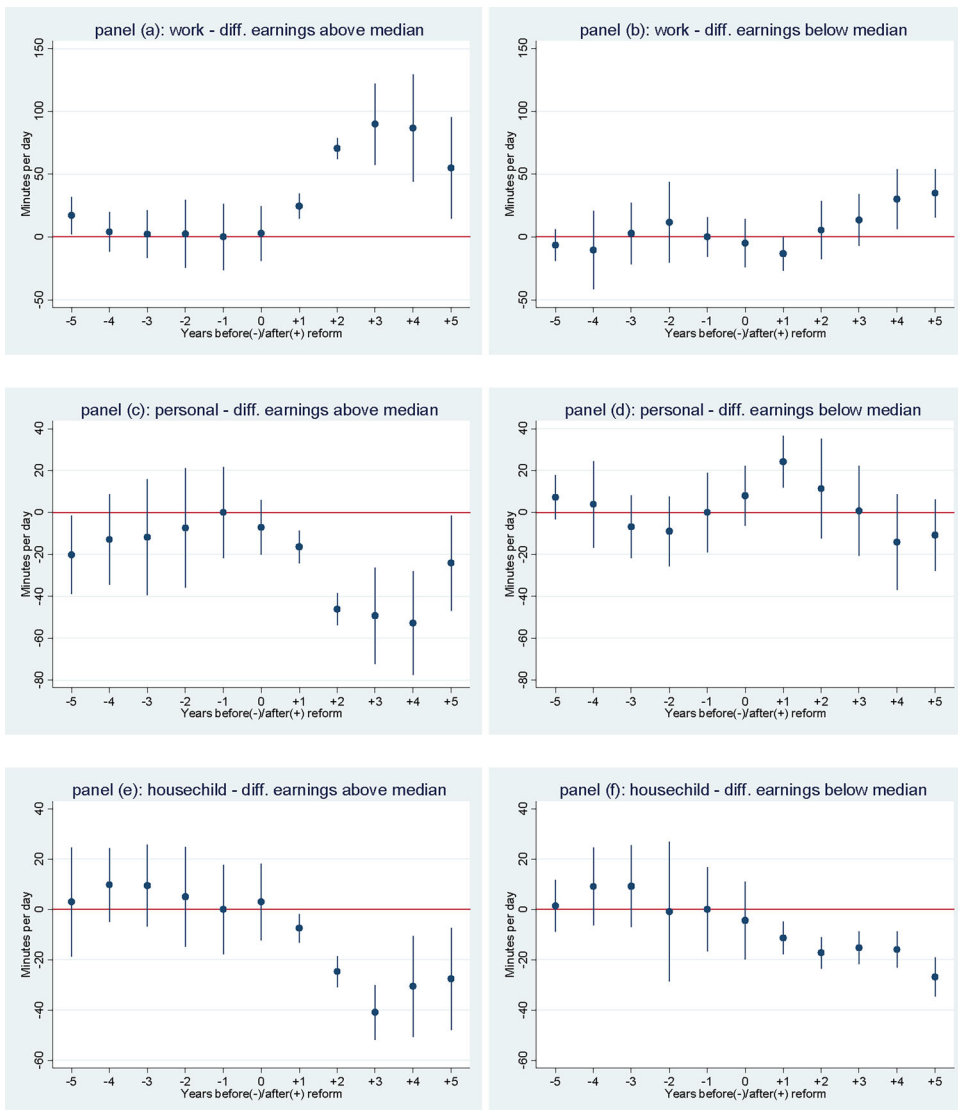 panel (a): work - diff. earnings above median
Minutes per day
150
100
50
0
-50
-5 -4 -3 -2 -1 0 +1 +2 +3 +4 +5
Years before(-)/after(+) reform
panel (b): work - diff. earnings below median
Minutes per day
150
100
50
0
-50
-5 -4 -3 -2 -1 0 +1 +2 +3 +4 +5
Years before(-)/after(+) reform
panel (c): personal - diff. earnings above median
Minutes per day
40
20
0
-20
-40
-60
-80
-5 -4 -3 -2 -1 0 +1 +2 +3 +4 +5
Years before(-)/after(+) reform
panel (d): personal - diff. earnings below median
Minutes per day
40
20
0
-20
-40
-60
-80
-5 -4 -3 -2 -1 0 +1 +2 +3 +4 +5
Years before(-)/after(+) reform
panel (e): housechild - diff. earnings above median
Minutes per day
40
20
0
-20
-40
-60
-5 -4 -3 -2 -1 0 +1 +2 +3 +4 +5
Years before(-)/after(+) reform
panel (f): housechild - diff. earnings below median
Minutes per day
40
20
0
-20
-40
-60
-5 -4 -3 -2 -1 0 +1 +2 +3 +4 +5
Years before(-)/after(+) reform